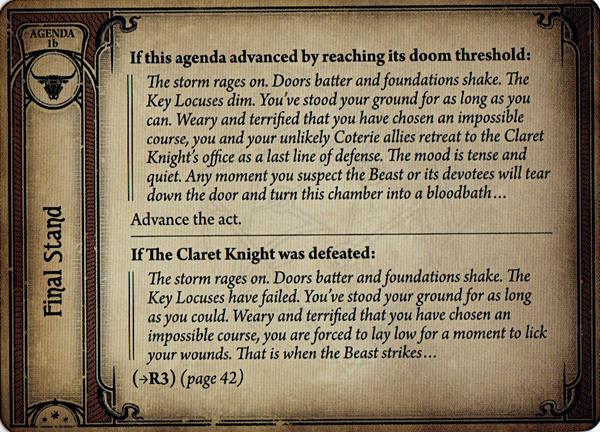 AGENDA
1b
Final Stand
If this agenda advanced by reaching its doom threshold:
The storm rages on. Doors batter and foundations shake. The
Key Locuses dim. You've stood your ground for as long as you
can. Weary and terrified that you have chosen an impossible
course, you and your unlikely Coterie allies retreat to the Claret
Knight's office as a last line of defense. The mood is tense and
quiet. Any moment you suspect the Beast or its devotees will tear
down the door and turn this chamber into a bloodbath…
Advance the act.
If The Claret Knight was defeated:
The storm rages on. Doors batter and foundations shake. The
Key Locuses have failed. You've stood your ground for as long
as you could. Weary and terrified that you have chosen an
impossible course, you are forced to lay low for a moment to lick
your wounds. That is when the Beast strikes…
(→R3) (page 42)